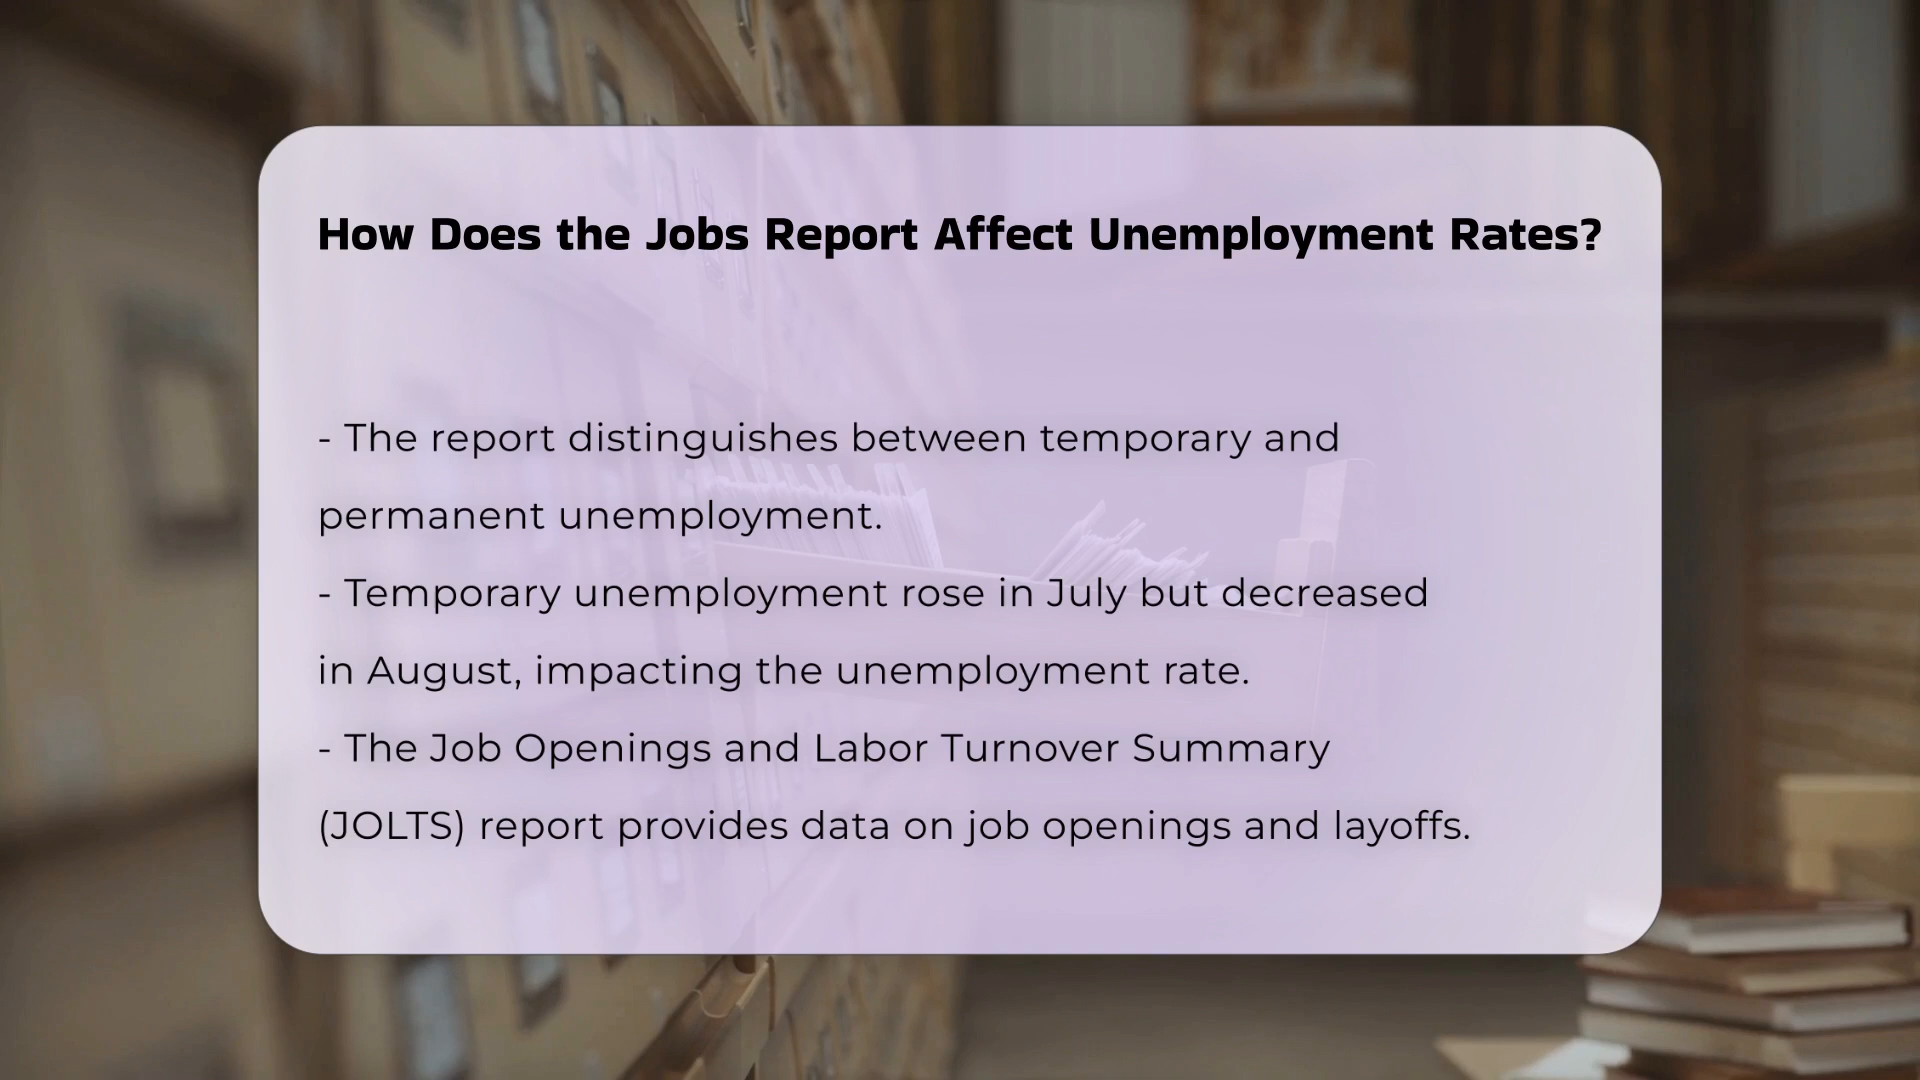 How Does the Jobs Report Affect Unemployment Rates?
- The report distinguishes between temporary and
permanent unemployment.
- Temporary unemployment rose in July but decreased
in August, impacting the unemployment rate.
- The Job Openings and Labor Turnover Summary
(JOLTS) report provides data on job openings and layoffs.